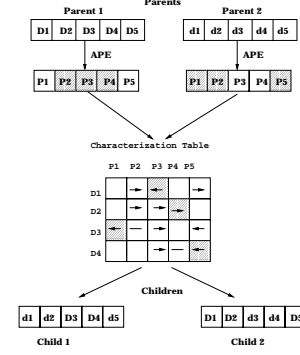 Parents
Parent 1 Parent 2
D1 D2 D3 D4 D5 d1 d2 d3 d4 d5
APE APE
P1 P2 P3 P4 P5 P1 P2 P3 P4 P5
Characterization Table
P1 P2 P3 P4 P5
D1
D2
D3
D4
Children
d1 d2 D3 D4 d5 D1 D2 d3 d4 D5
Child 1 Child 2